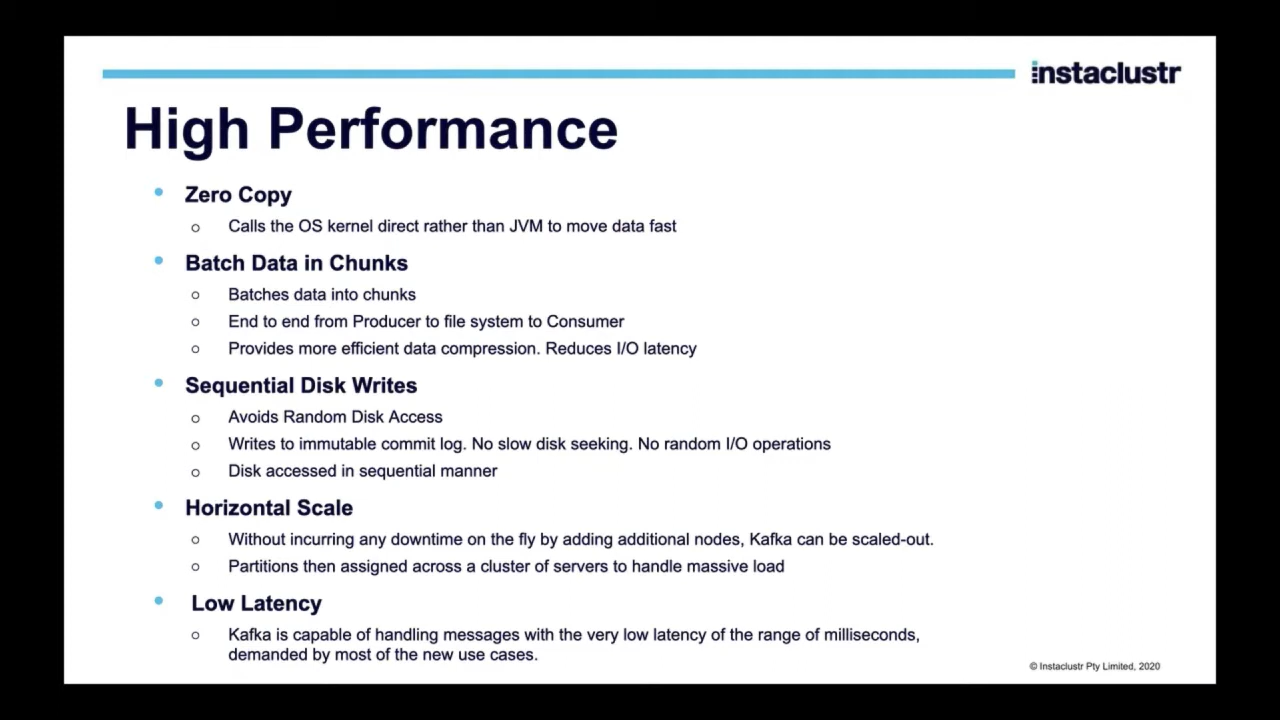 instaclustr
High Performance
• Zero Copy
○ Calls the OS kernel direct rather than JVM to move data fast
• Batch Data in Chunks
○ Batches data into chunks
○ End to end from Producer to file system to Consumer
○ Provides more efficient data compression. Reduces I/O latency
• Sequential Disk Writes
○ Avoids Random Disk Access
○ Writes to immutable commit log. No slow disk seeking. No random I/O operations
○ Disk accessed in sequential manner
• Horizontal Scale
○ Without incurring any downtime on the fly by adding additional nodes, Kafka can be scaled-out.
○ Partitions then assigned across a cluster of servers to handle massive load
• Low Latency
○ Kafka is capable of handling messages with the very low latency of the range of milliseconds,
demanded by most of the new use cases.
© Instaclustr Pty Limited, 2020